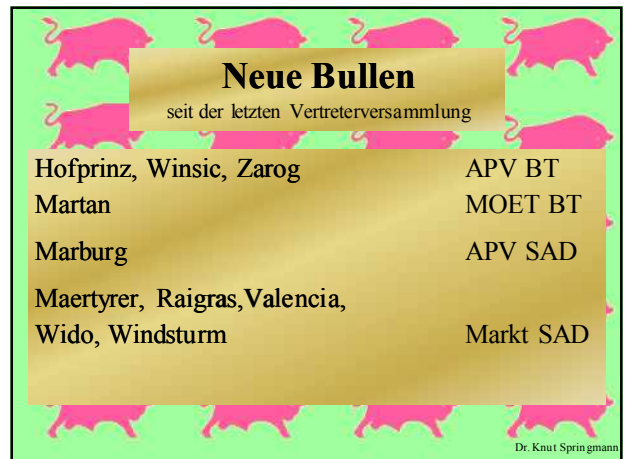 Neue Bullen
seit der letzten Vertreterversammlung
Hofprinz, Winsic, Zarog APV BT
Martan MOET BT
Marburg APV SAD
Maertyrer, Raigras,Valencia,
Wido, Windsturm Markt SAD
Dr. Knut Springmann